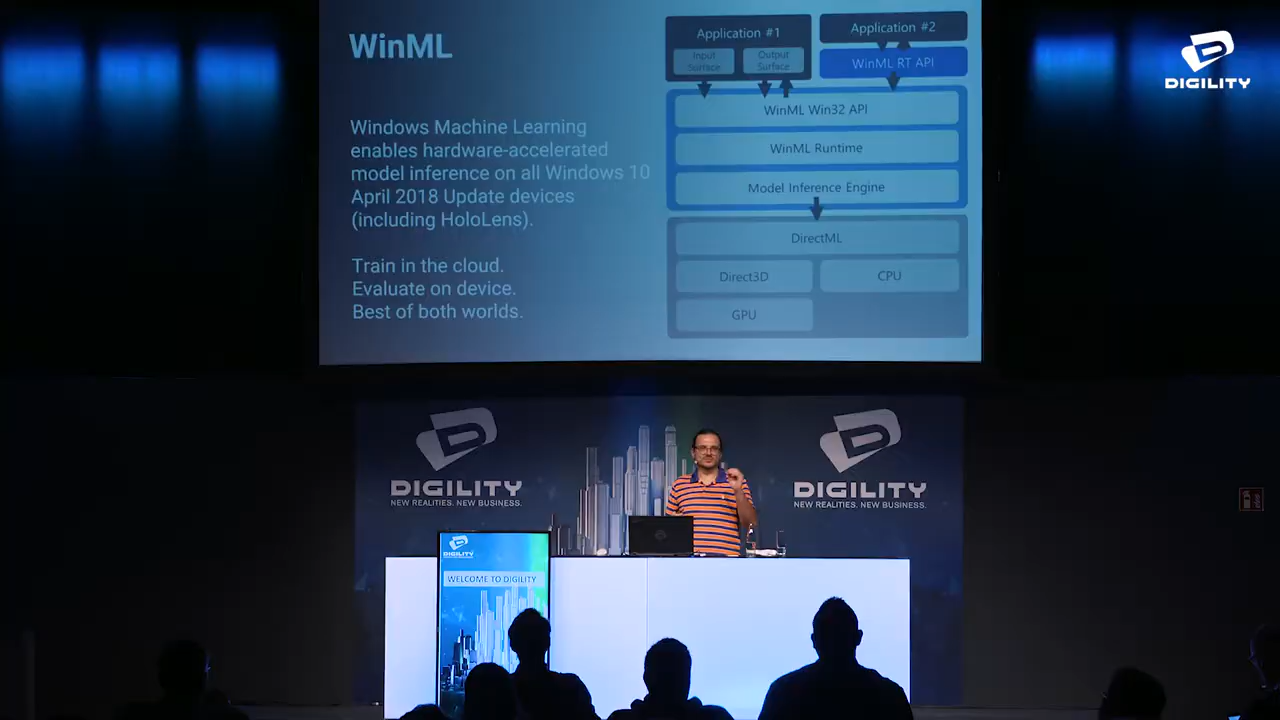 WinML
Windows Machine Learning
enables hardware-accelerated
model inference on all Windows 10
April 2018 Update devices
(including HoloLens).
Train in the cloud.
Evaluate on device.
Best of both worlds.
Application #1
Input
Surface
Output
Surface
Application #2
WinML RT API
WinML Win32 API
WinML Runtime
Model Inference Engine
DirectML
Direct3D
CPU
GPU
DIGILITY
DIGILITY
NEW REALITIES. NEW BUSINESS.
DIGILITY
NEW REALITIES. NEW BUSINESS.
DIGILITY
WELCOME TO DIGILITY